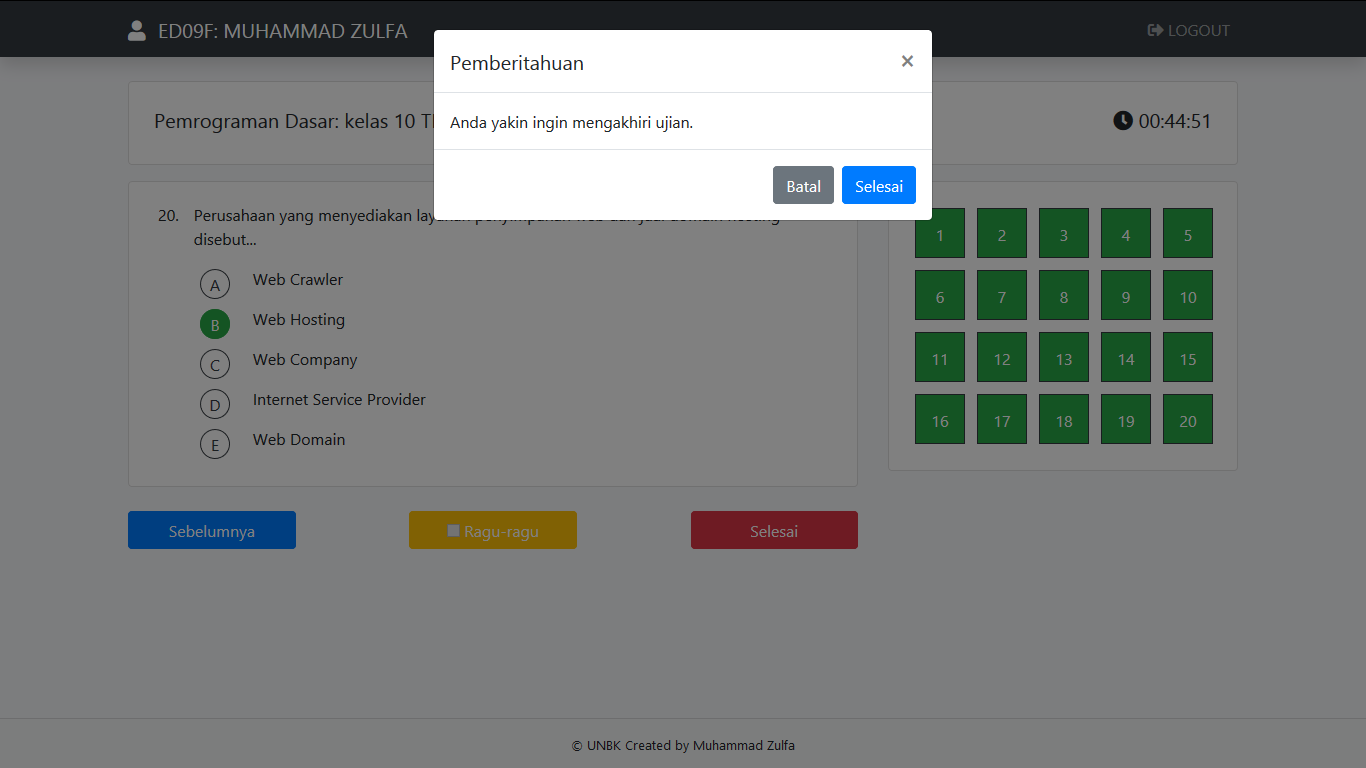 ED09F: MUHAMMAD ZULFA
LOGOUT
Pemberitahuan
×
Anda yakin ingin mengakhiri ujian.
Batal
Selesai
Pemrograman Dasar: kelas 10
00:44:51
20. Perusahaan yang menyediakan
disebut...
A Web Crawler
B Web Hosting
C Web Company
D Internet Service Provider
E Web Domain
1 2 3 4 5
6 7 8 9 10
11 12 13 14 15
16 17 18 19 20
Sebelumnya
Ragu-ragu
Selesai
© UNBK Created by Muhammad Zulfa